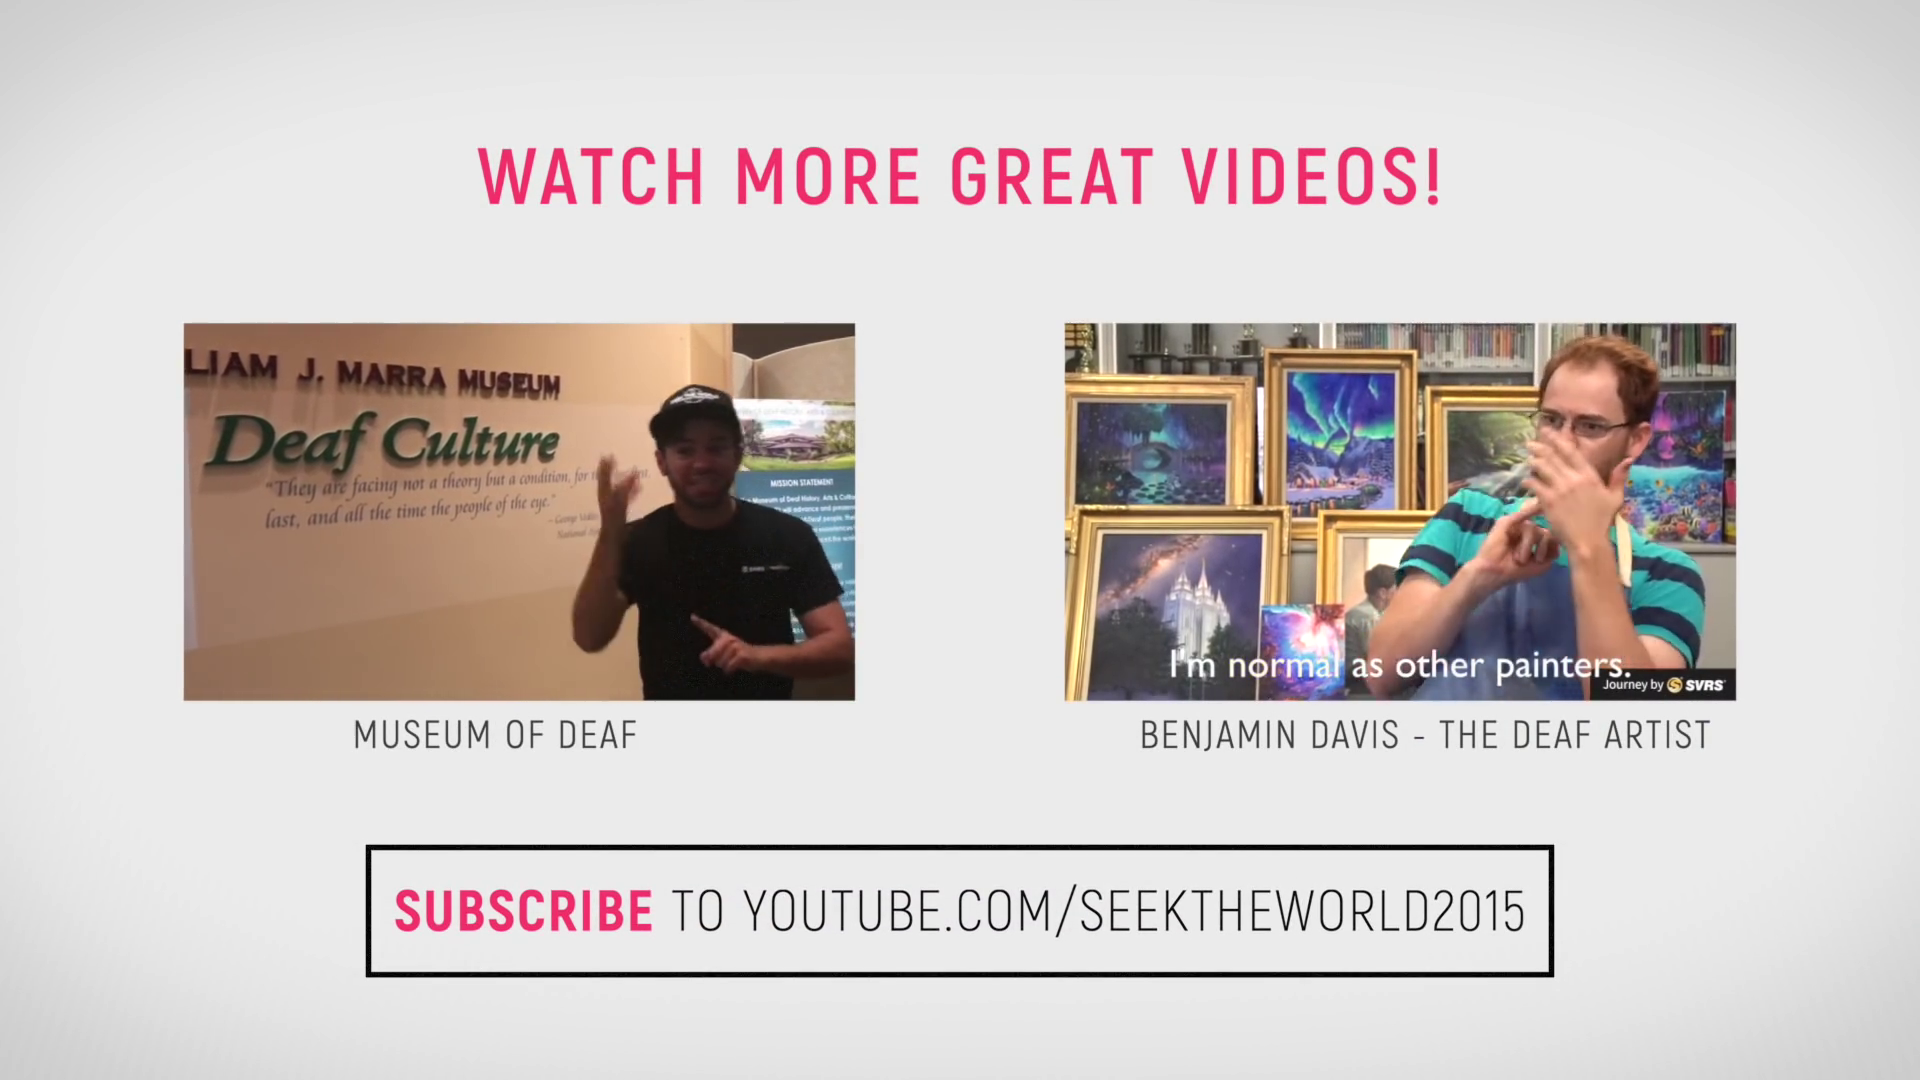 WATCH MORE GREAT VIDEOS!
LIAM J. MARRA MUSEUM
Deaf Culture
"They are facing not a theory but a condition, for
last, and all the time the people of the eye."
MISSION STATEMENT
MUSEUM OF DEAF
I'm normal as other painters.
Journey by SVRS
BENJAMIN DAVIS - THE DEAF ARTIST
SUBSCRIBE TO YOUTUBE.COM/SEEKTHEWORLD2015